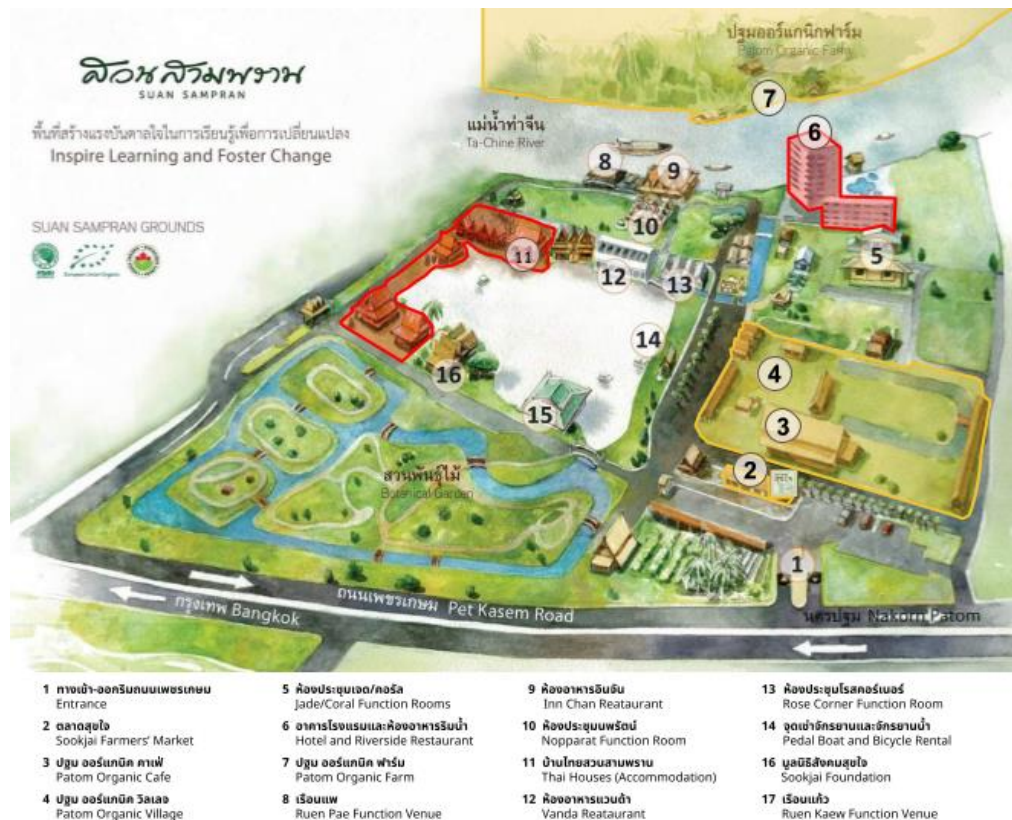 สวนสามพราน
SUAN SAMPRAN
พื้นที่สร้างแรงบันดาลใจในการเรียนรู้เพื่อการเปลี่ยนแปลง
Inspire Learning and Foster Change
SUAN SAMPRAN GROUNDS
ปฐมออร์แกนิกฟาร์ม
Patom Organic Farm
7
แม่น้ำท่าจีน
Ta-Chine River
6
8
9
10
5
11
12
13
14
4
16
15
3
2
สวนพันธุ์ไม้
Botanical Garden
1
ถนนเพชรเกษม Pet Kasem Road
กรุงเทพ Bangkok
นครปฐม Nakorn Patom
1 ทางเข้า-ออกริมถนนเพชรเกษม
Entrance
2 ตลาดสุขใจ
Sookjai Farmers' Market
3 ปฐม ออร์แกนิค คาเฟ่
Patom Organic Cafe
4 ปฐม ออร์แกนิค วิลเลจ
Patom Organic Village
5 ห้องประชุมเจด/คอรัล
Jade/Coral Function Rooms
6 อาคารโรงแรมและห้องอาหารริมน้ำ
Hotel and Riverside Restaurant
7 ปฐม ออร์แกนิค ฟาร์ม
Patom Organic Farm
8 เรือนแพ
Ruen Pae Function Venue
9 ห้องอาหารอินจัน
Inn Chan Reataurant
10 ห้องประชุมนพรัตน์
Nopparat Function Room
11 บ้านไทยสวนสามพราน
Thai Houses (Accommodation)
12 ห้องอาหารแวนด้า
Vanda Reataurant
13 ห้องประชุมโรสคอร์เนอร์
Rose Corner Function Room
14 จุดเช่าจักรยานและจักรยานน้ำ
Pedal Boat and Bicycle Rental
16 มูลนิธิสังคมสุขใจ
Sookjai Foundation
17 เรือนแก้ว
Ruen Kaew Function Venue